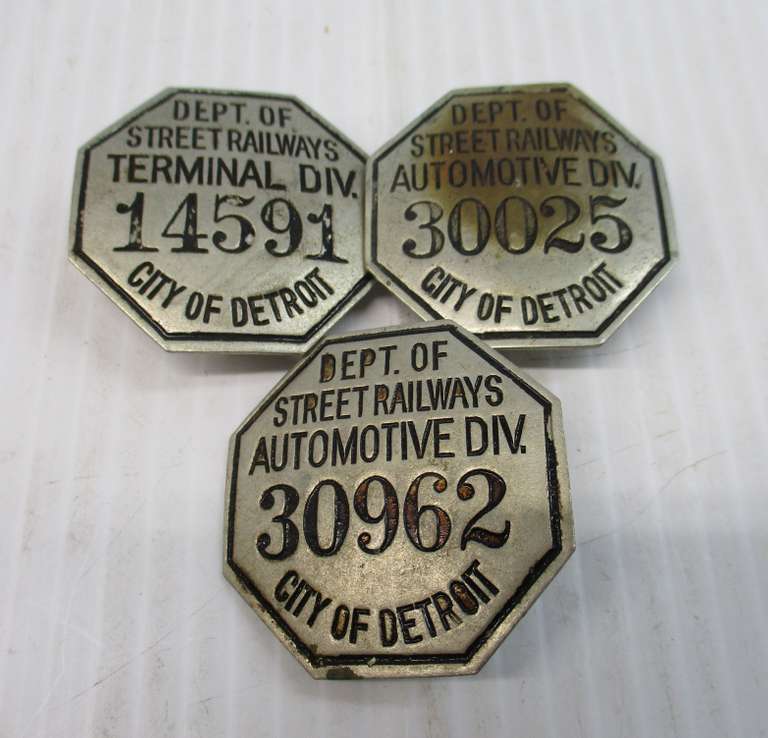 DEPT. OF
STREET RAILWAYS
TERMINAL DIV.
14591
CITY OF DETROIT
DEPT. OF
STREET RAILWAYS
AUTOMOTIVE DIV.
30025
CITY OF DETROIT
DEPT. OF
STREET RAILWAYS
AUTOMOTIVE DIV.
30962
CITY OF DETROIT